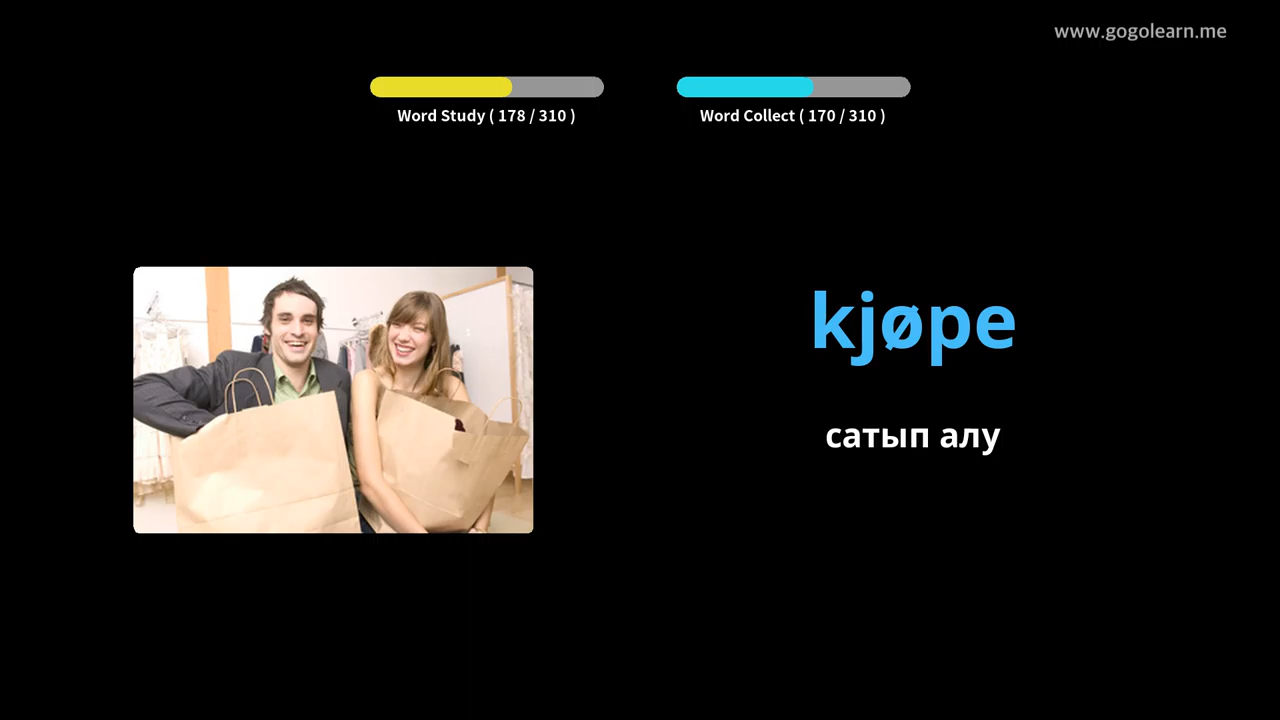 www.gogolearn.me
Word Study ( 178 / 310 )
Word Collect ( 170 / 310 )
kjøpe
сатып алу